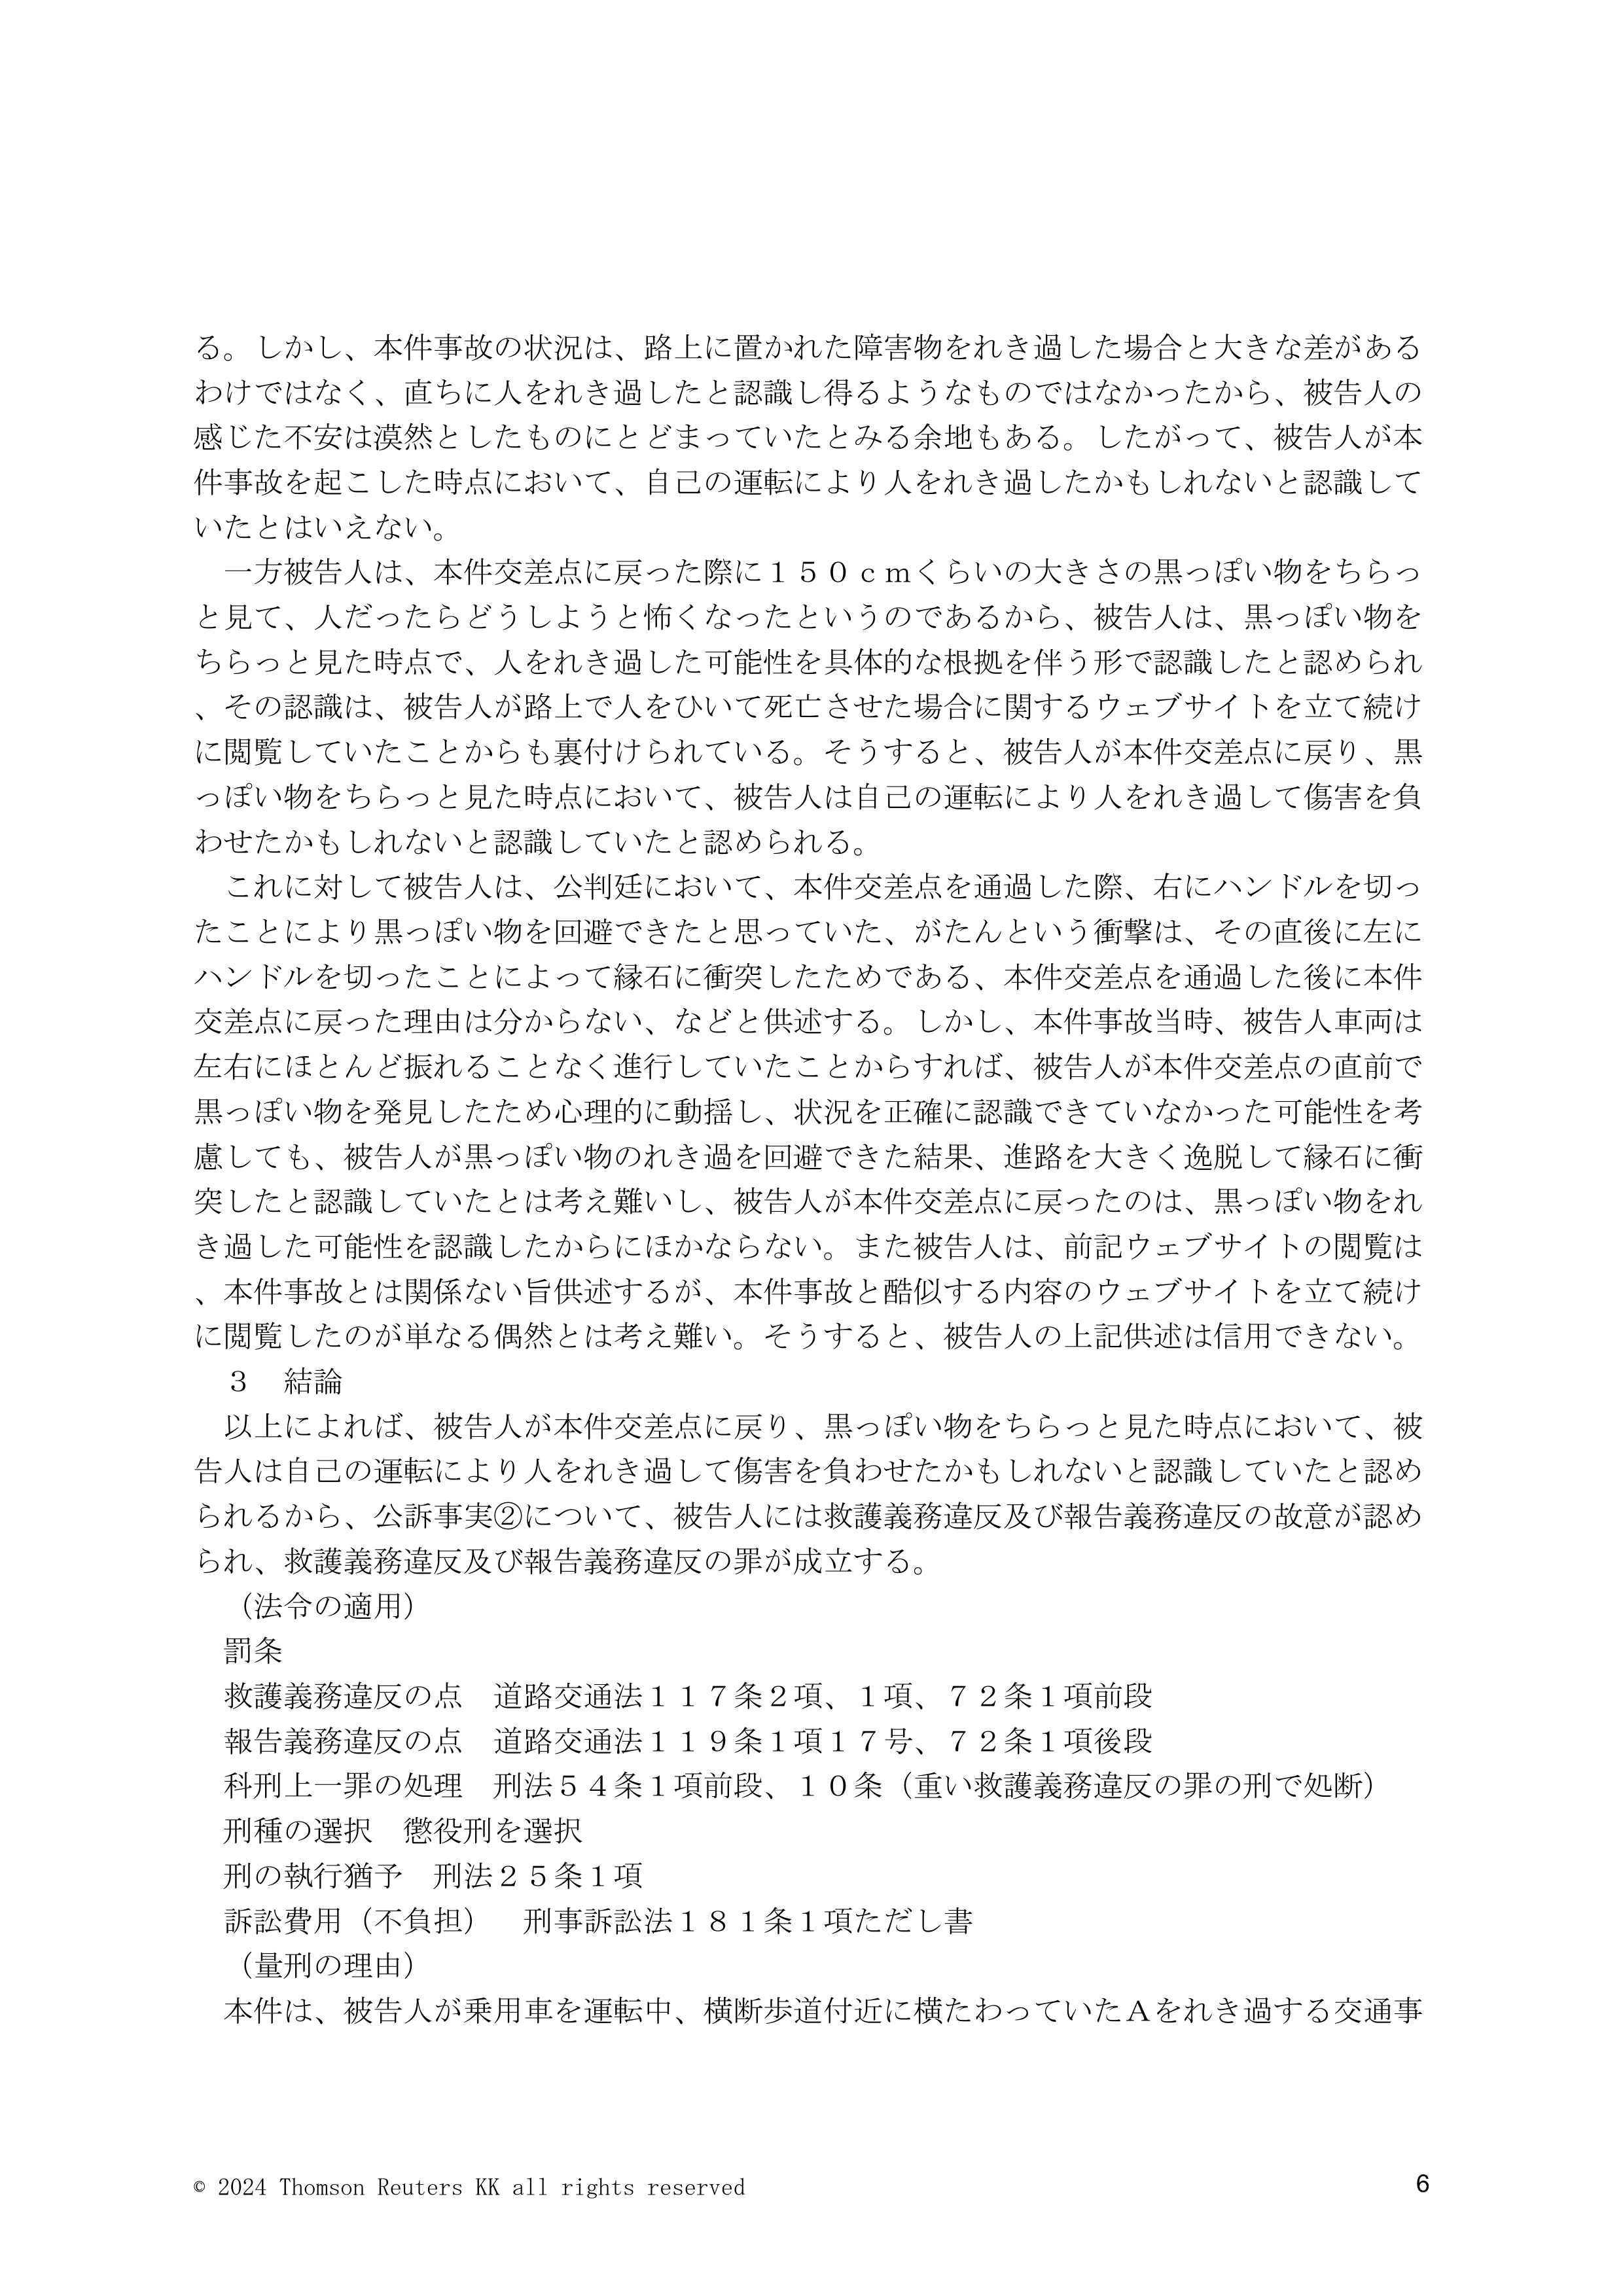 る。しかし、本件事故の状況は、路上に置かれた障害物をれき過した場合と大きな差がある
わけではなく、直ちに人をれき過したと認識し得るようなものではなかったから、被告人の
感じた不安は漠然としたものにとどまっていたとみる余地もある。したがって、被告人が本
件事故を起こした時点において、自己の運転により人をれき過したかもしれないと認識して
いたとはいえない。
　一方被告人は、本件交差点に戻った際に１５０ｃｍくらいの大きさの黒っぽい物をちらっ
と見て、人だったらどうしようと怖くなったというのであるから、被告人は、黒っぽい物を
ちらっと見た時点で、人をれき過した可能性を具体的な根拠を伴う形で認識したと認められ
、その認識は、被告人が路上で人をひいて死亡させた場合に関するウェブサイトを立て続け
に閲覧していたことからも裏付けられている。そうすると、被告人が本件交差点に戻り、黒
っぽい物をちらっと見た時点において、被告人は自己の運転により人をれき過して傷害を負
わせたかもしれないと認識していたと認められる。
　これに対して被告人は、公判廷において、本件交差点を通過した際、右にハンドルを切っ
たことにより黒っぽい物を回避できたと思っていた、がたんという衝撃は、その直後に左に
ハンドルを切ったことによって縁石に衝突したためである、本件交差点を通過した後に本件
交差点に戻った理由は分からない、などと供述する。しかし、本件事故当時、被告人車両は
左右にほとんど振れることなく進行していたことからすれば、被告人が本件交差点の直前で
黒っぽい物を発見したため心理的に動揺し、状況を正確に認識できていなかった可能性を考
慮しても、被告人が黒っぽい物のれき過を回避できた結果、進路を大きく逸脱して縁石に衝
突したと認識していたとは考え難いし、被告人が本件交差点に戻ったのは、黒っぽい物をれ
き過した可能性を認識したからにほかならない。また被告人は、前記ウェブサイトの閲覧は
、本件事故とは関係ない旨供述するが、本件事故と酷似する内容のウェブサイトを立て続け
に閲覧したのが単なる偶然とは考え難い。そうすると、被告人の上記供述は信用できない。
　３　結論
　以上によれば、被告人が本件交差点に戻り、黒っぽい物をちらっと見た時点において、被
告人は自己の運転により人をれき過して傷害を負わせたかもしれないと認識していたと認め
られるから、公訴事実②について、被告人には救護義務違反及び報告義務違反の故意が認め
られ、救護義務違反及び報告義務違反の罪が成立する。
　（法令の適用）
　罰条
　救護義務違反の点　道路交通法１１７条２項、１項、７２条１項前段
　報告義務違反の点　道路交通法１１９条１項１７号、７２条１項後段
　科刑上一罪の処理　刑法５４条１項前段、１０条（重い救護義務違反の罪の刑で処断）
　刑種の選択　懲役刑を選択
　刑の執行猶予　刑法２５条１項
　訴訟費用（不負担）　刑事訴訟法１８１条１項ただし書
　（量刑の理由）
　本件は、被告人が乗用車を運転中、横断歩道付近に横たわっていたＡをれき過する交通事
© 2024 Thomson Reuters KK all rights reserved
6